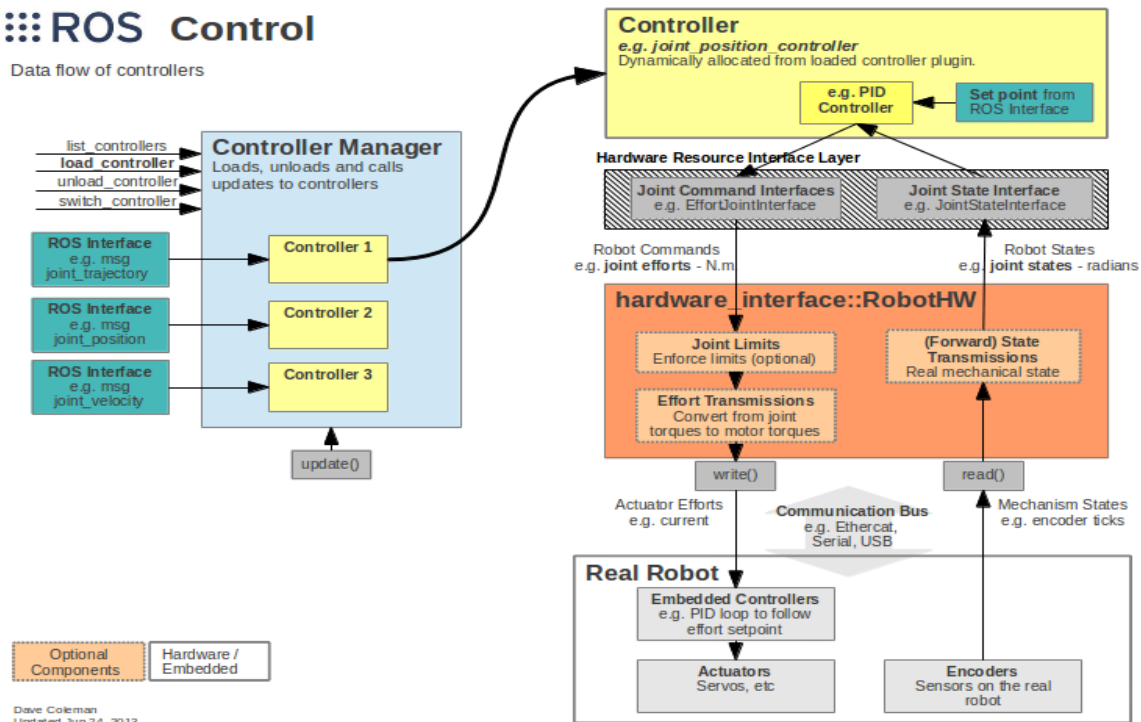 ROS Control
Data flow of controllers
list_controllers
load_controller
unload_controller
switch_controller
Controller Manager
Loads, unloads and calls
updates to controllers
ROS Interface
e.g. msg
joint_trajectory
Controller 1
ROS Interface
e.g. msg
joint_position
Controller 2
ROS Interface
e.g. msg
joint_velocity
Controller 3
update()
Controller
e.g. joint_position_controller
Dynamically allocated from loaded controller plugin.
e.g. PID
Controller
Set point from
ROS Interface
Hardware Resource Interface Layer
Joint Command Interfaces
e.g. EffortJointInterface
Joint State Interface
e.g. JointStateInterface
Robot Commands
e.g. joint efforts - N.m
Robot States
e.g. joint states - radians
hardware_interface::RobotHW
Joint Limits
Enforce limits (optional)
(Forward) State
Transmissions
Real mechanical state
Effort Transmissions
Convert from joint
torques to motor torques
write()
read()
Actuator Efforts
e.g. current
Communication Bus
e.g. Ethercat,
Serial, USB
Mechanism States
e.g. encoder ticks
Real Robot
Embedded Controllers
e.g. PID loop to follow
effort setpoint
Actuators
Servos, etc
Encoders
Sensors on the real
robot
Optional
Components
Hardware /
Embedded
Dave Coleman
Updated Jun 24, 2013